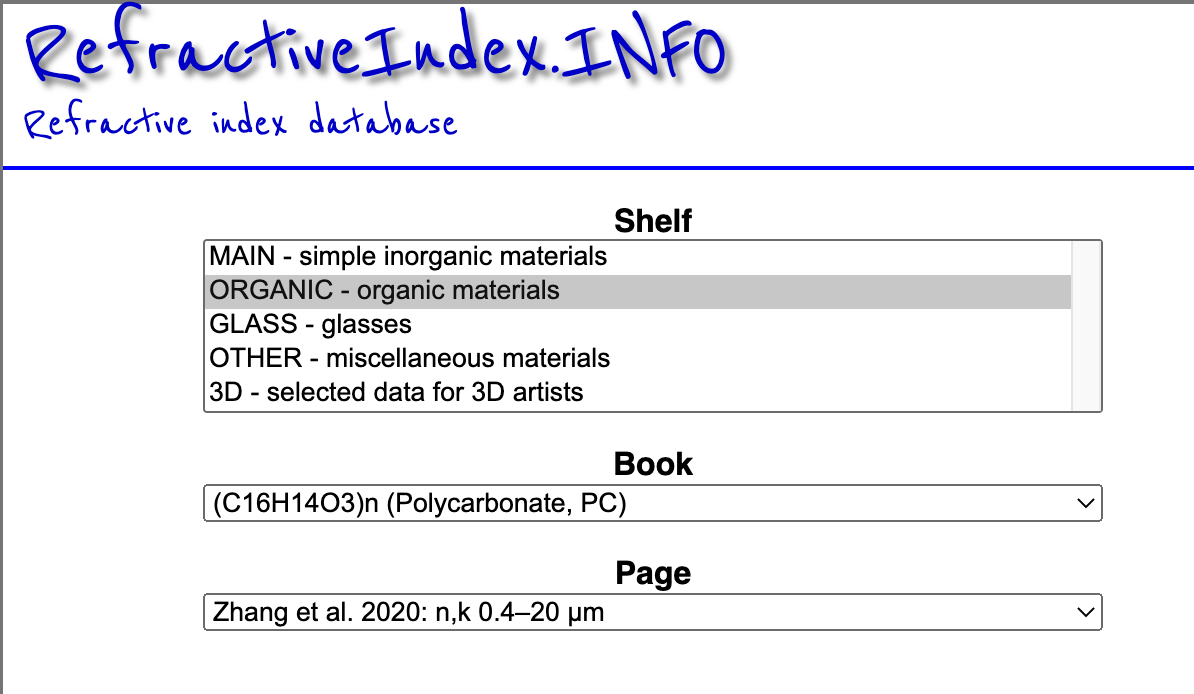 RefractiveIndex.INFO
Refractive index database
Shelf
MAIN - simple inorganic materials
ORGANIC - organic materials
GLASS - glasses
OTHER - miscellaneous materials
3D - selected data for 3D artists
Book
(C16H14O3)n (Polycarbonate, PC)
Page
Zhang et al. 2020: n,k 0.4–20 µm